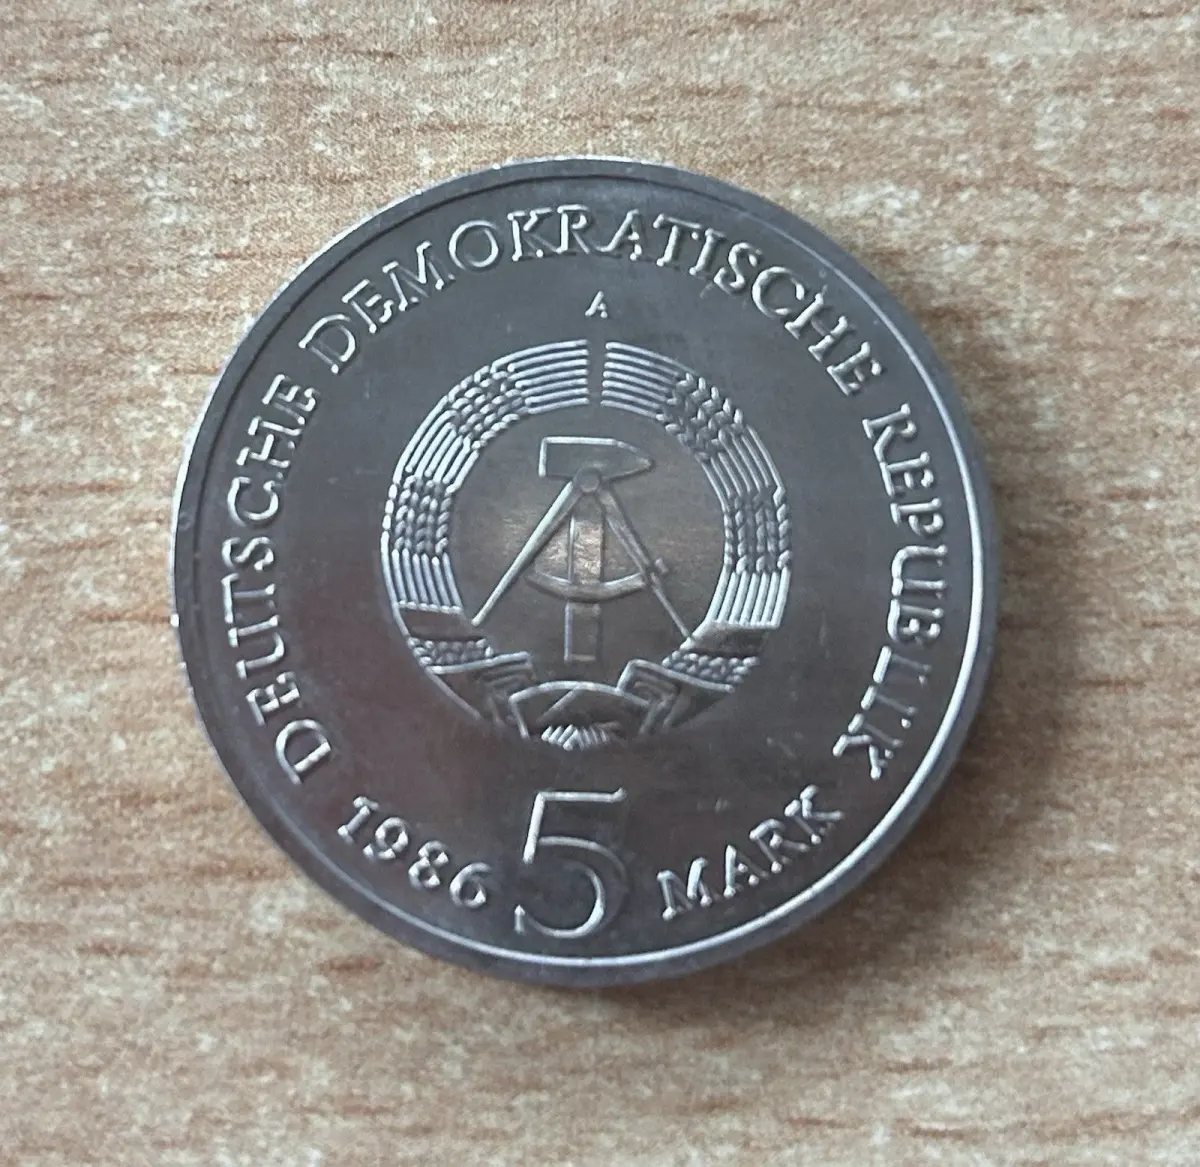 DEUTSCHE DEMOKRATISCHE REPUBLIK
A
1986 5 MARK